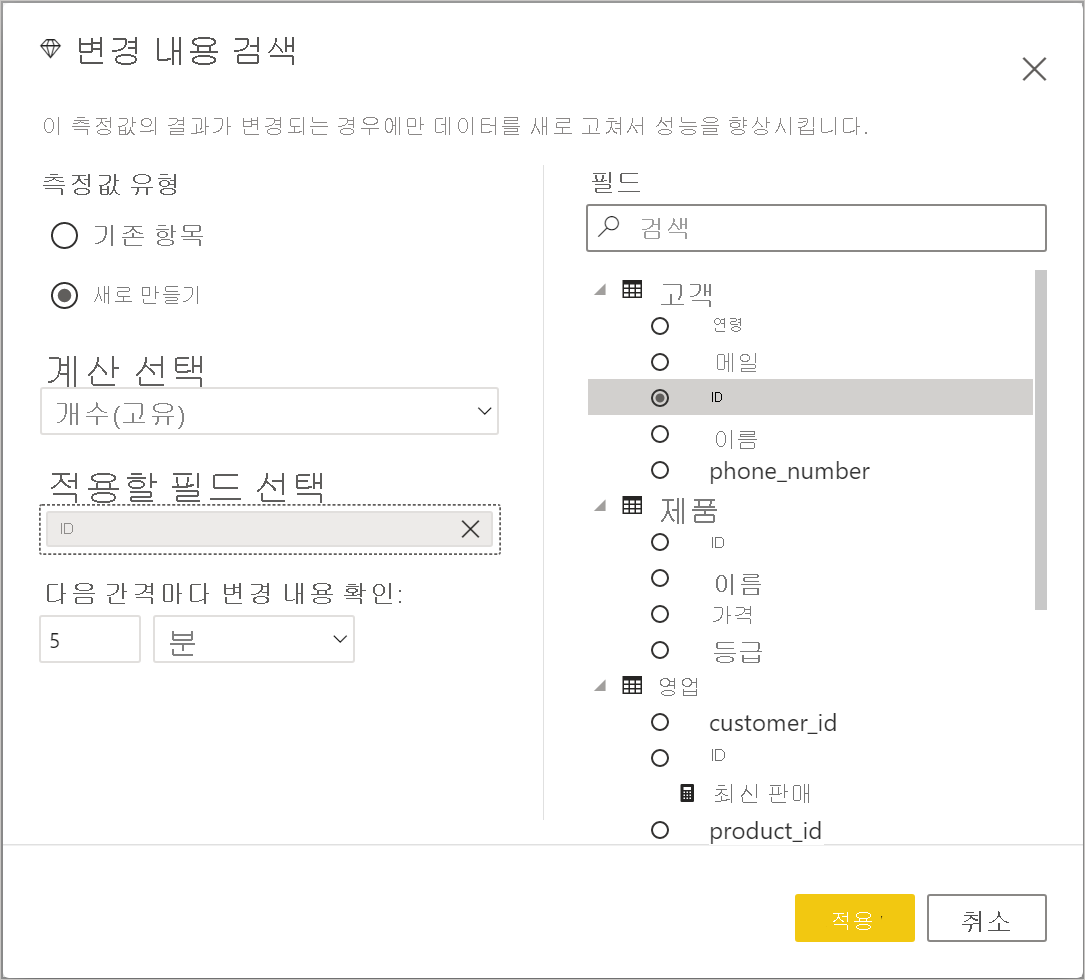 변경 내용 검색
이 측정값의 결과가 변경되는 경우에만 데이터를 새로 고쳐서 성능을 향상시킵니다.
측정값 유형
기존 항목
새로 만들기
계산 선택
개수(고유)
적용할 필드 선택
ID
다음 간격마다 변경 내용 확인:
5 분
필드
검색
고객
연령
메일
ID
이름
phone_number
제품
ID
이름
가격
등급
영업
customer_id
ID
최신 판매
product_id
적용
취소